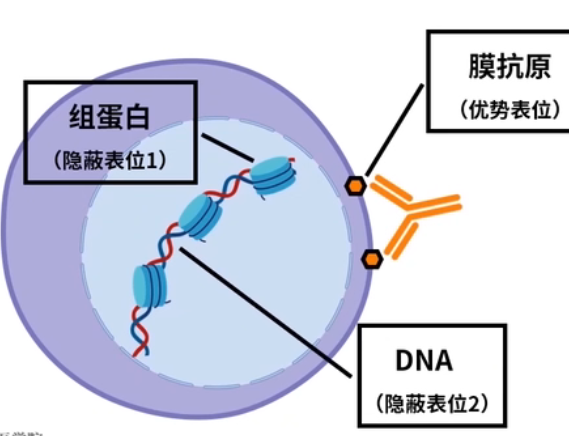 膜抗原
（优势表位）
组蛋白
（隐蔽表位1）
DNA
（隐蔽表位2）